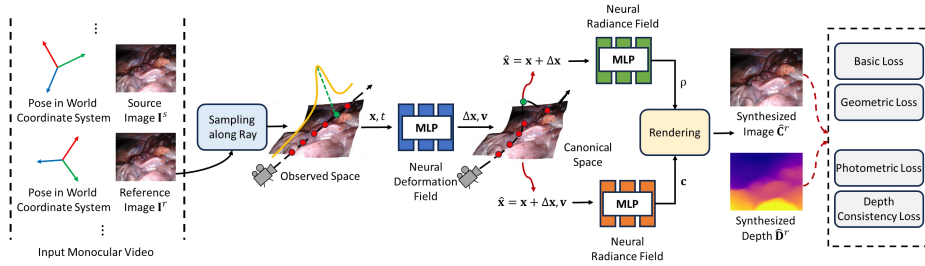 ⋮
Pose in World
Coordinate System
Source
Image I^s
Pose in World
Coordinate System
Reference
Image I^r
⋮
Input Monocular Video
Sampling
along Ray
Observed Space
x, t
MLP
Neural
Deformation
Field
Δx, v
x̂ = x + Δx
Canonical
Space
x̂ = x + Δx, v
Neural
Radiance Field
MLP
ρ
Rendering
c
MLP
Neural
Radiance Field
Synthesized
Image Ĉ^r
Synthesized
Depth D̂^r
Basic Loss
Geometric Loss
Photometric Loss
Depth
Consistency Loss